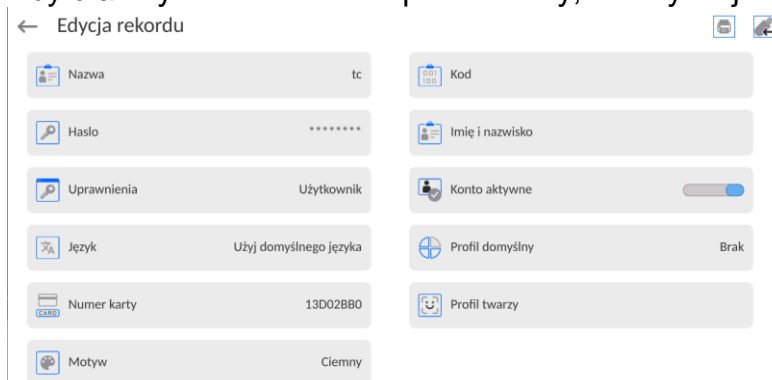 Edycja rekordu
Nazwa tc
Kod
Hasło ********
Imię i nazwisko
Uprawnienia Użytkownik
Konto aktywne
Język Użyj domyślnego języka
Profil domyślny Brak
Numer karty 13D02BB0
Profil twarzy
Motyw Ciemny